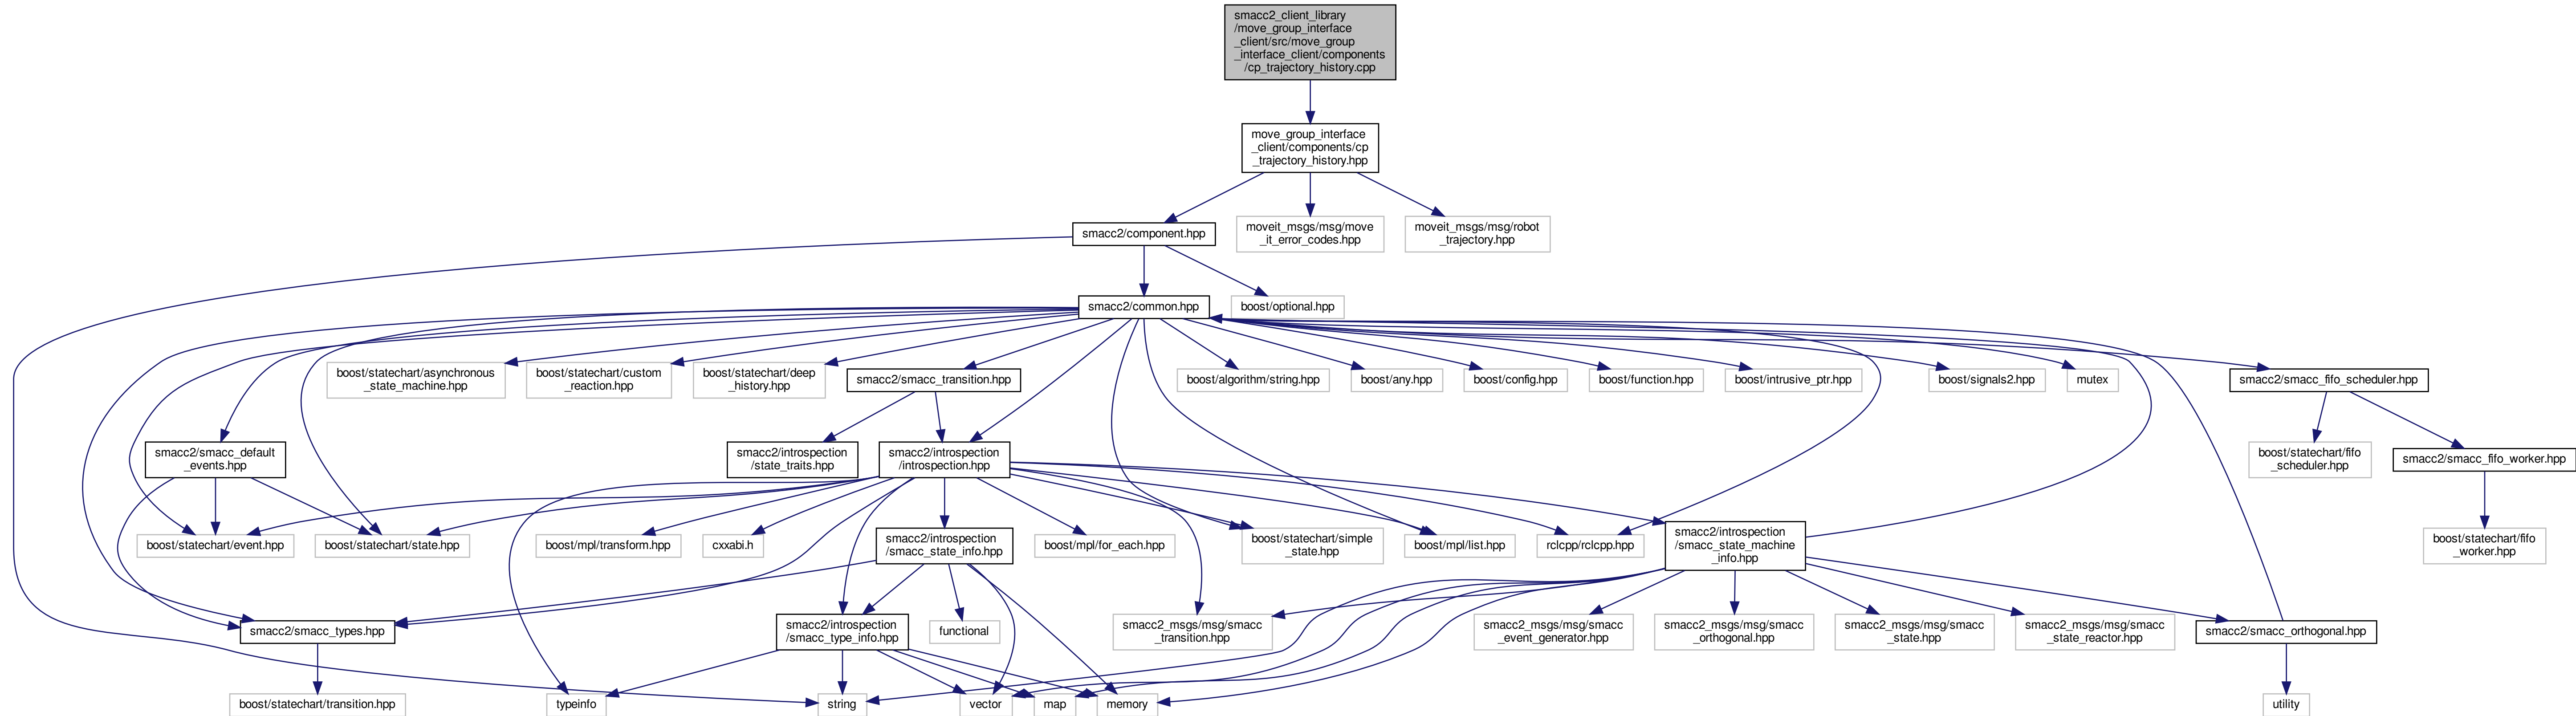 smacc2_client_library
/move_group_interface
_client/src/move_group
_interface_client/components
/cp_trajectory_history.cpp
move_group_interface
_client/components/cp
_trajectory_history.hpp
smacc2/component.hpp
moveit_msgs/msg/move
_it_error_codes.hpp
moveit_msgs/msg/robot
_trajectory.hpp
smacc2/common.hpp
boost/optional.hpp
boost/statechart/asynchronous
_state_machine.hpp
boost/statechart/custom
_reaction.hpp
boost/statechart/deep
_history.hpp
smacc2/smacc_transition.hpp
boost/algorithm/string.hpp
boost/any.hpp
boost/config.hpp
boost/function.hpp
boost/intrusive_ptr.hpp
boost/signals2.hpp
mutex
smacc2/smacc_fifo_scheduler.hpp
smacc2/smacc_default
_events.hpp
smacc2/introspection
/state_traits.hpp
smacc2/introspection
/introspection.hpp
boost/statechart/fifo
_scheduler.hpp
smacc2/smacc_fifo_worker.hpp
boost/statechart/event.hpp
boost/statechart/state.hpp
boost/mpl/transform.hpp
cxxabi.h
smacc2/introspection
/smacc_state_info.hpp
boost/mpl/for_each.hpp
boost/statechart/simple
_state.hpp
boost/mpl/list.hpp
rclcpp/rclcpp.hpp
smacc2/introspection
/smacc_state_machine
_info.hpp
boost/statechart/fifo
_worker.hpp
smacc2/smacc_types.hpp
smacc2/introspection
/smacc_type_info.hpp
functional
smacc2_msgs/msg/smacc
_transition.hpp
smacc2_msgs/msg/smacc
_event_generator.hpp
smacc2_msgs/msg/smacc
_orthogonal.hpp
smacc2_msgs/msg/smacc
_state.hpp
smacc2_msgs/msg/smacc
_state_reactor.hpp
smacc2/smacc_orthogonal.hpp
boost/statechart/transition.hpp
typeinfo
string
vector
map
memory
utility